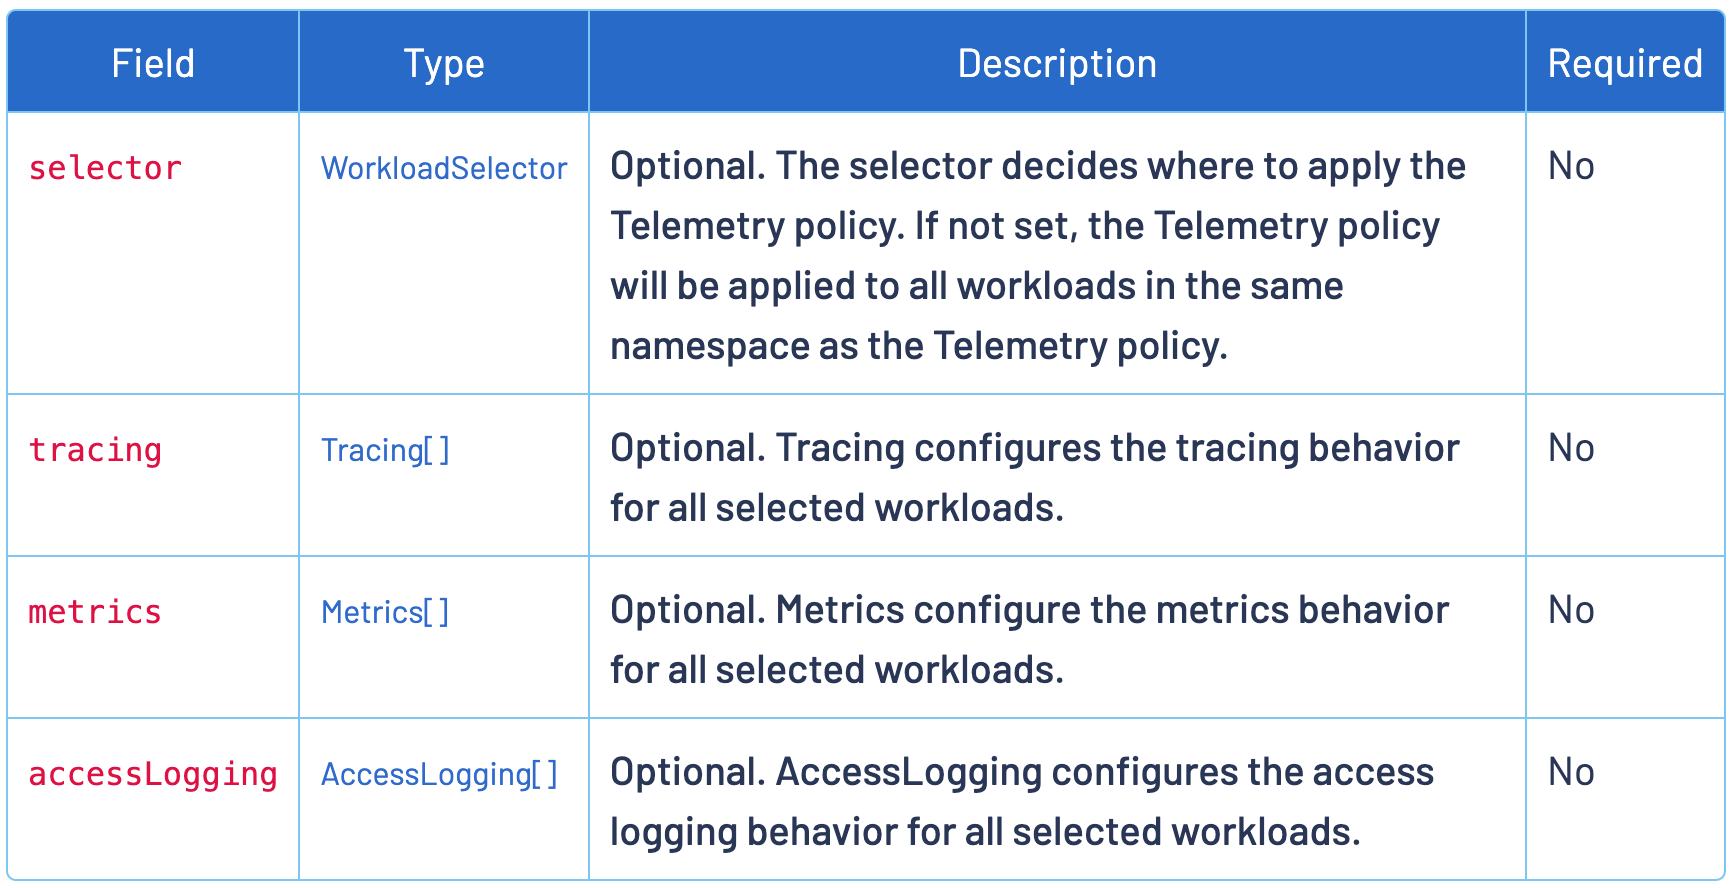 Field Type Description Required
selector WorkloadSelector Optional. The selector decides where to apply the No
Telemetry policy. If not set, the Telemetry policy
will be applied to all workloads in the same
namespace as the Telemetry policy.
tracing Tracing[] Optional. Tracing configures the tracing behavior No
for all selected workloads.
metrics Metrics[] Optional. Metrics configure the metrics behavior No
for all selected workloads.
accessLogging AccessLogging[] Optional. AccessLogging configures the access No
logging behavior for all selected workloads.